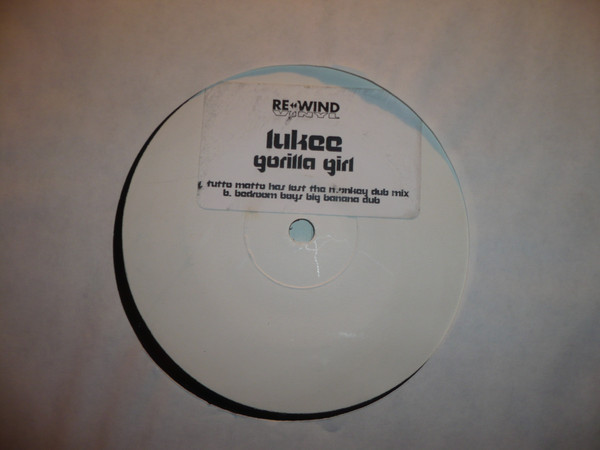 RE◄◄WIND
lukee
gorilla girl
a. tutto matto has lost the monkey dub mix
b. bedroom boys big banana dub